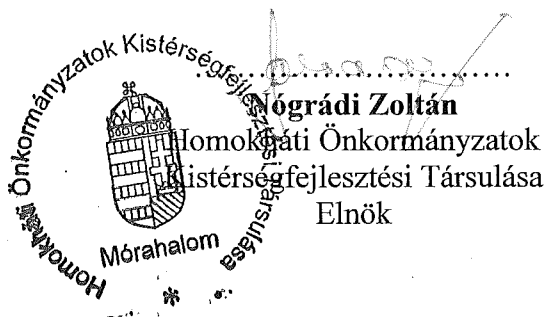 Nógrádi Zoltán
Homokháti Önkormányzatok
Kistérségfejlesztési Társulása
Elnök
Homokháti Önkormányzatok Kistérségfejlesztési Társulása
Mórahalom